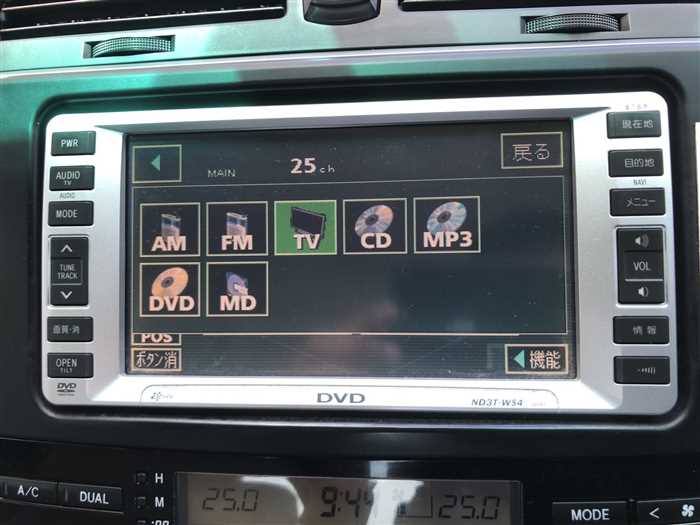 PWR
AUDIO
TV
AUDIO
MODE
TUNE
TRACK
画質・消
OPEN
TILT
DVD
MAIN 25ch
戻る
AM FM TV CD MP3
DVD MD
POS
ボタン消
機能
現在地
目的地
NAVI
メニュー
VOL
情報
DVD
ND3T-W54
A/C
DUAL
H
M
:00
25.0 9:44 25.0
MODE
<